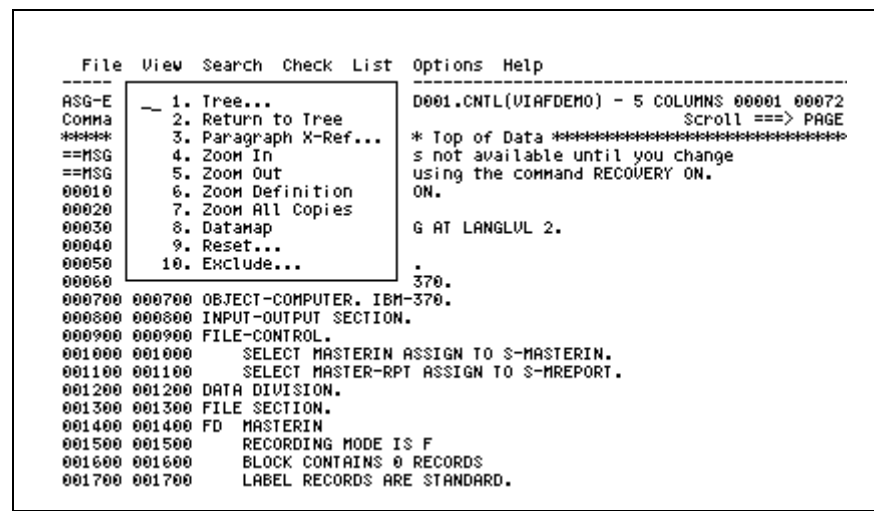 File View Search Check List Options Help
-----  --------------------------------------------
ASG-E __ 1. Tree... D001.CNTL(VIAFDEMO) - 5 COLUMNS 00001 00072
Comma 2. Return to Tree Scroll ===> PAGE
***** 3. Paragraph X-Ref... * Top of Data *******************************
==MSG 4. Zoom In s not available until you change
==MSG 5. Zoom Out using the command RECOVERY ON.
00010 6. Zoom Definition ON.
00020 7. Zoom All Copies
00030 8. Datamap G AT LANGLVL 2.
00040 9. Reset...
00050 10. Exclude... .
00060 370.
000700 000700 OBJECT-COMPUTER. IBM-370.
000800 000800 INPUT-OUTPUT SECTION.
000900 000900 FILE-CONTROL.
001000 001000 SELECT MASTERIN ASSIGN TO S-MASTERIN.
001100 001100 SELECT MASTER-RPT ASSIGN TO S-MREPORT.
001200 001200 DATA DIVISION.
001300 001300 FILE SECTION.
001400 001400 FD MASTERIN
001500 001500 RECORDING MODE IS F
001600 001600 BLOCK CONTAINS 0 RECORDS
001700 001700 LABEL RECORDS ARE STANDARD.